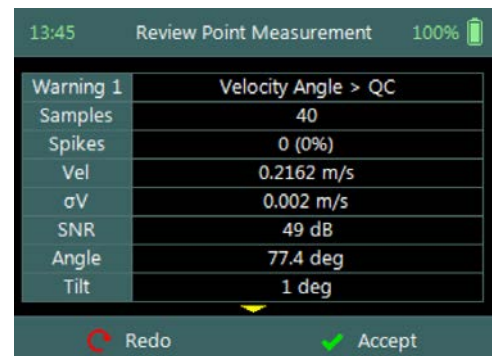 13:45 Review Point Measurement 100%
Warning 1 Velocity Angle > QC
Samples 40
Spikes 0 (0%)
Vel 0.2162 m/s
σV 0.002 m/s
SNR 49 dB
Angle 77.4 deg
Tilt 1 deg
Redo Accept